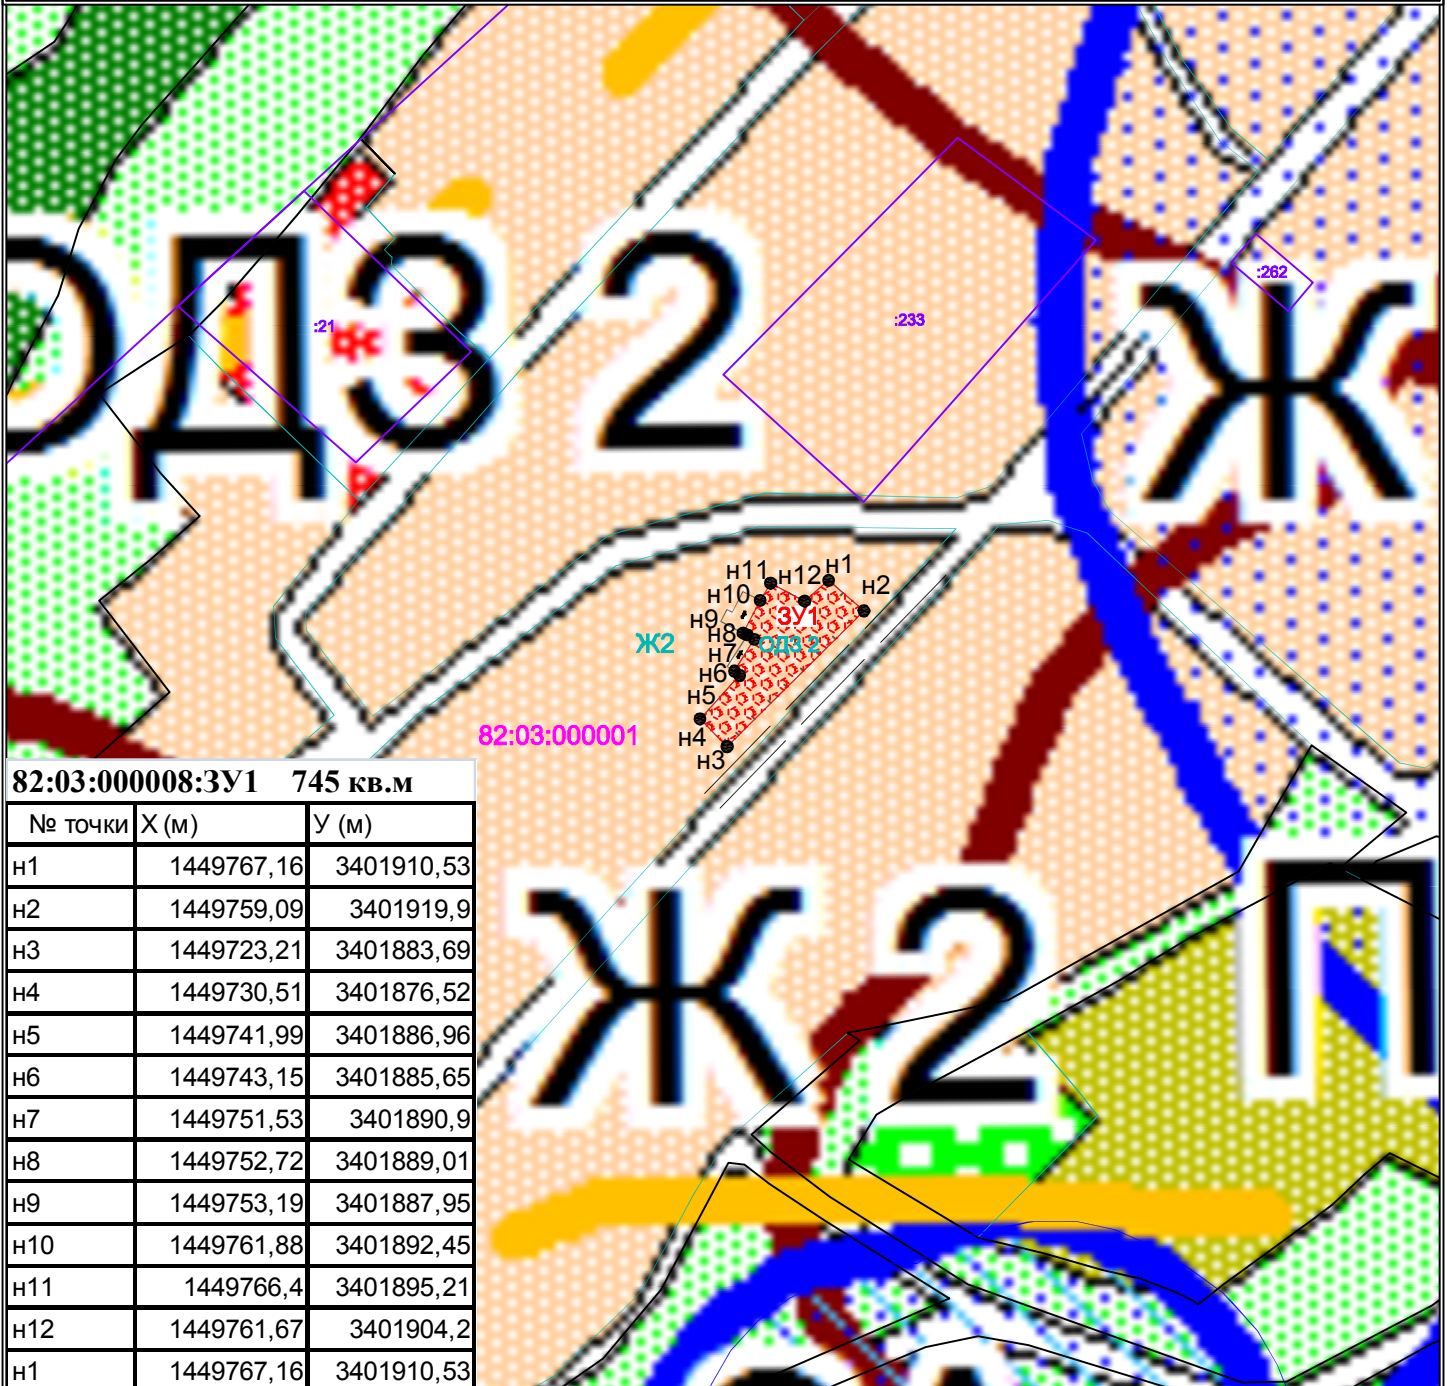 ОДЗ 2
Ж
:21
:233
:262
н11
н12
н1
н2
н10
н9
н8
н7
н6
н5
н4
н3
ЗУ1
ОДЗ 2
Ж2
82:03:000001
Ж2
П
82:03:000008:ЗУ1 745 кв.м
№ точки X (м) У (м)
н1 1449767,16 3401910,53
н2 1449759,09 3401919,9
н3 1449723,21 3401883,69
н4 1449730,51 3401876,52
н5 1449741,99 3401886,96
н6 1449743,15 3401885,65
н7 1449751,53 3401890,9
н8 1449752,72 3401889,01
н9 1449753,19 3401887,95
н10 1449761,88 3401892,45
н11 1449766,4 3401895,21
н12 1449761,67 3401904,2
н1 1449767,16 3401910,53